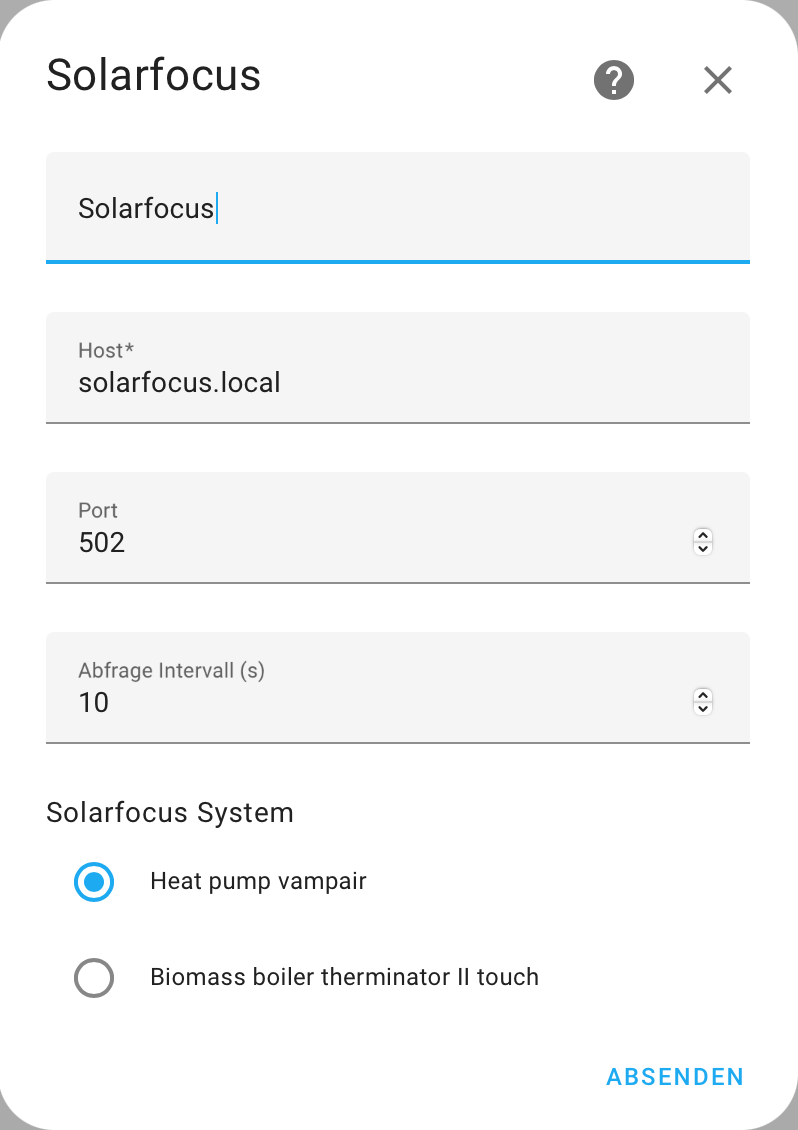 Solarfocus
Solarfocus
Host*
solarfocus.local
Port
502
Abfrage Intervall (s)
10
Solarfocus System
Heat pump vampair
Biomass boiler therminator II touch
ABSENDEN